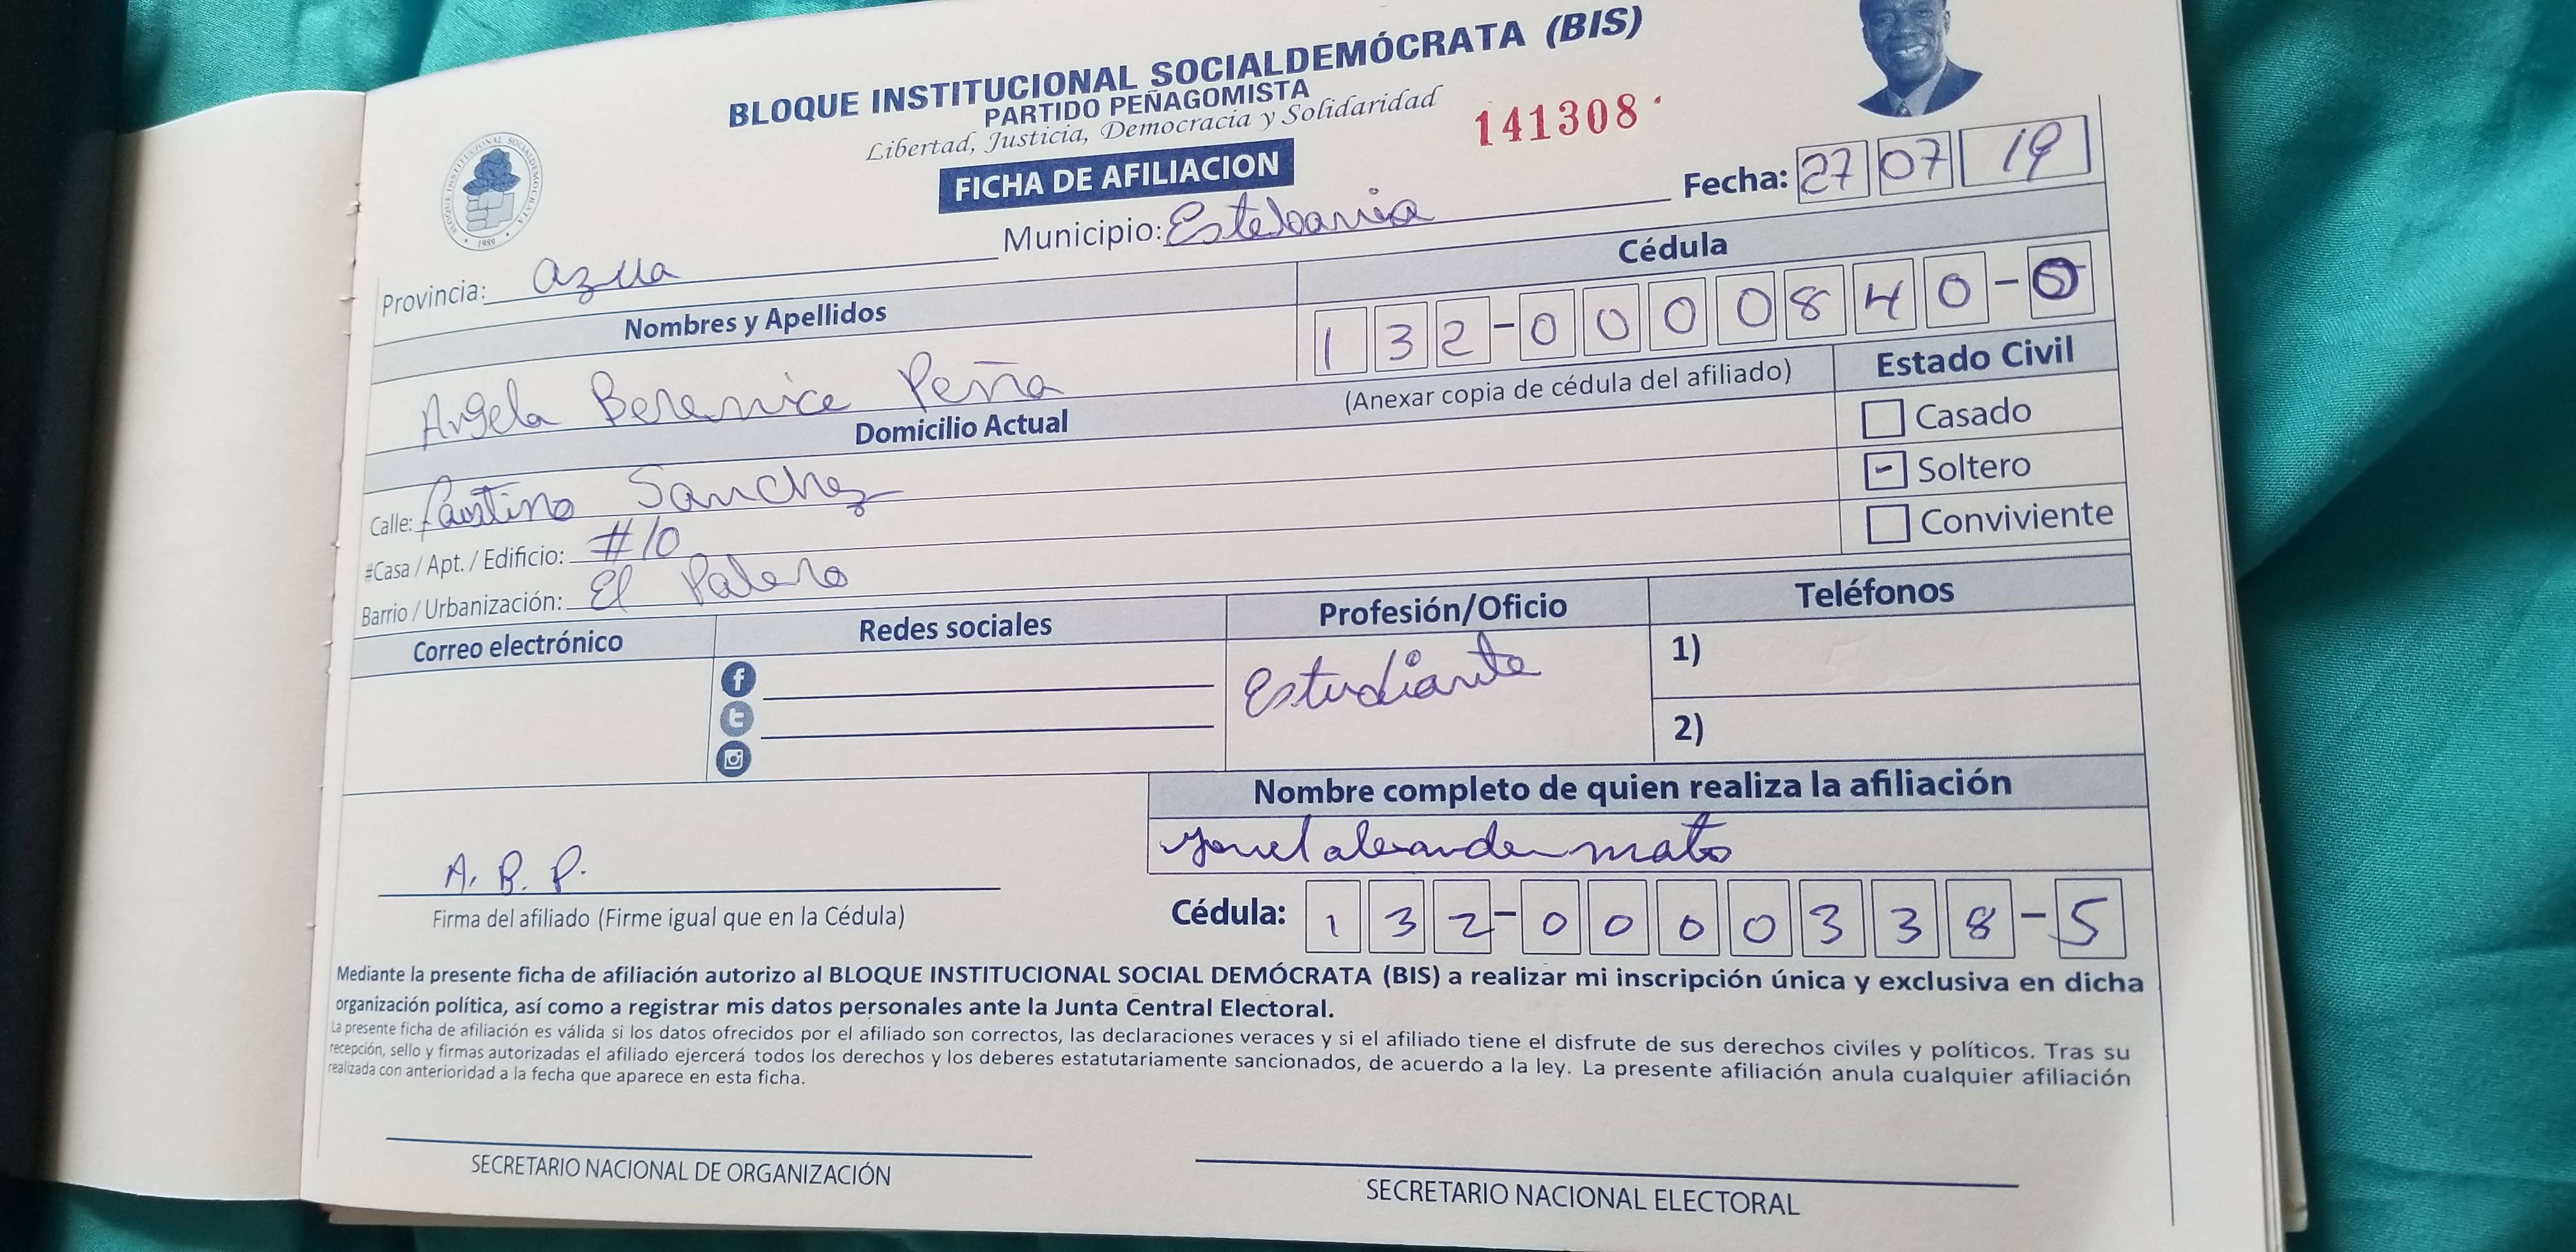 BLOQUE INSTITUCIONAL SOCIALDEMÓCRATA (BIS)
PARTIDO PEÑAGOMISTA
Libertad, Justicia, Democracia y Solidaridad
141308
FICHA DE AFILIACION
Fecha: 27 07 19
BLOQUE INSTITUCIONAL SOCIALDEMÓCRATA
1989
Provincia: azua Municipio: Estebania
Nombres y Apellidos
Cédula
Angela Berenice Peña
132-0000840-
(Anexar copia de cédula del afiliado)
Estado Civil
Casado
- Soltero
Conviviente
Domicilio Actual
Calle: faustino Sanchez
#Casa / Apt. / Edificio: #10
Barrio / Urbanización: El
Correo electrónico
Redes sociales
Profesión/Oficio
Estudiante
Teléfonos
1)
2)
Nombre completo de quien realiza la afiliación
alexander mato
A. B. P.
Firma del afiliado (Firme igual que en la Cédula)
Cédula: 132-0000338-5
Mediante la presente ficha de afiliación autorizo al BLOQUE INSTITUCIONAL SOCIAL DEMÓCRATA (BIS) a realizar mi inscripción única y exclusiva en dicha
organización política, así como a registrar mis datos personales ante la Junta Central Electoral.
La presente ficha de afiliación es válida si los datos ofrecidos por el afiliado son correctos, las declaraciones veraces y si el afiliado tiene el disfrute de sus derechos civiles y políticos. Tras su
recepción, sello y firmas autorizadas el afiliado ejercerá todos los derechos y los deberes estatutariamente sancionados, de acuerdo a la ley. La presente afiliación anula cualquier afiliación
realizada con anterioridad a la fecha que aparece en esta ficha.
SECRETARIO NACIONAL DE ORGANIZACIÓN
SECRETARIO NACIONAL ELECTORAL